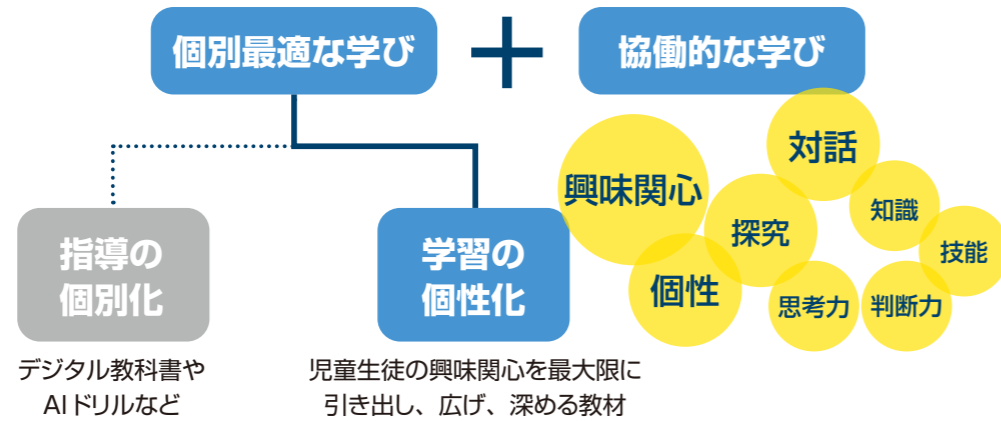 個別最適な学び
+
協働的な学び
指導の
個別化
デジタル教科書や
AIドリルなど
学習の
個性化
児童生徒の興味関心を最大限に
引き出し、広げ、深める教材
興味関心
対話
探究
知識
技能
個性
思考力
判断力